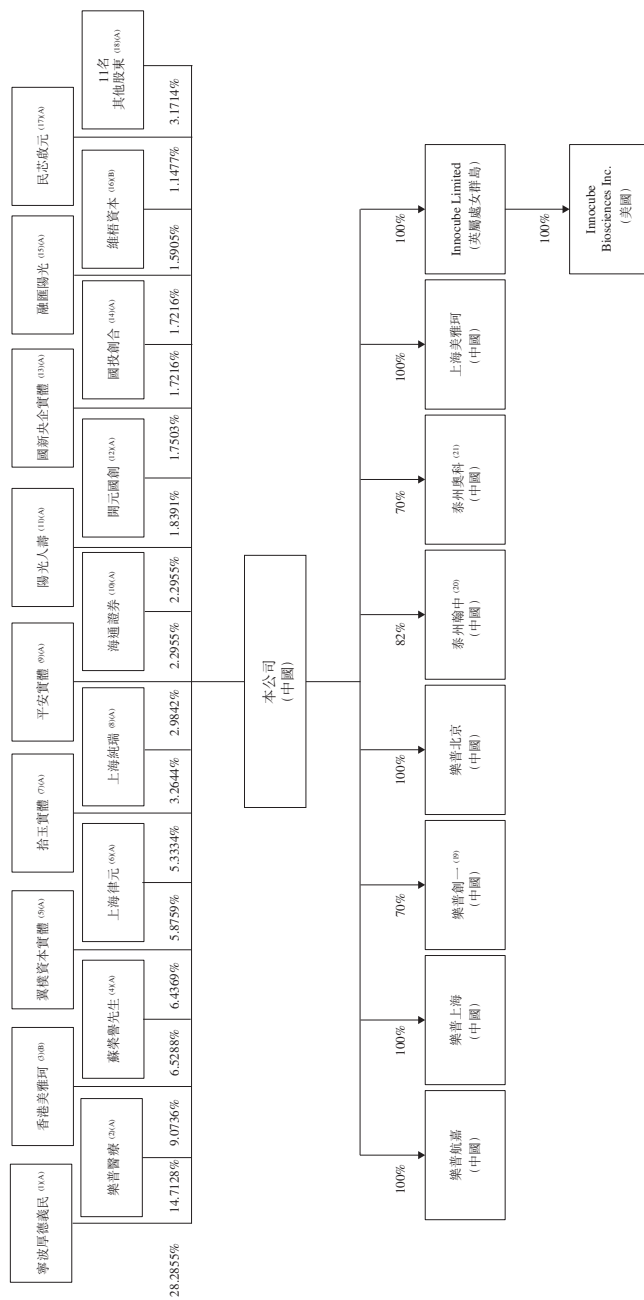 寧波厚德義民 (1)(A)
香港美雅珂 (3)(B)
翼樸資本實體 (5)(A)
拾玉實體 (7)(A)
平安實體 (9)(A)
陽光人壽 (11)(A)
國新央企實體 (13)(A)
融匯陽光 (15)(A)
民芯啟元 (17)(A)
樂普醫療 (2)(A)
蘇榮譽先生 (4)(A)
上海律元 (6)(A)
上海純瑞 (8)(A)
海通證券 (10)(A)
開元國創 (12)(A)
國投創合 (14)(A)
維梧資本 (16)(B)
11名
其他股東 (18)(A)
28.2855%
14.7128%
9.0736%
6.5288%
6.4369%
5.8759%
5.3334%
3.2644%
2.9842%
2.2955%
2.2955%
1.8391%
1.7503%
1.7216%
1.7216%
1.5905%
1.1477%
3.1714%
本公司
(中國)
100%
100%
70%
100%
82%
70%
100%
100%
樂普航嘉
(中國)
樂普上海
(中國)
樂普創一 (19)
(中國)
樂普北京
(中國)
泰州翰中 (20)
(中國)
泰州奧科 (21)
(中國)
上海美雅珂
(中國)
Innocube Limited
(英屬處女群島)
100%
Innocube
Biosciences Inc.
(美國)